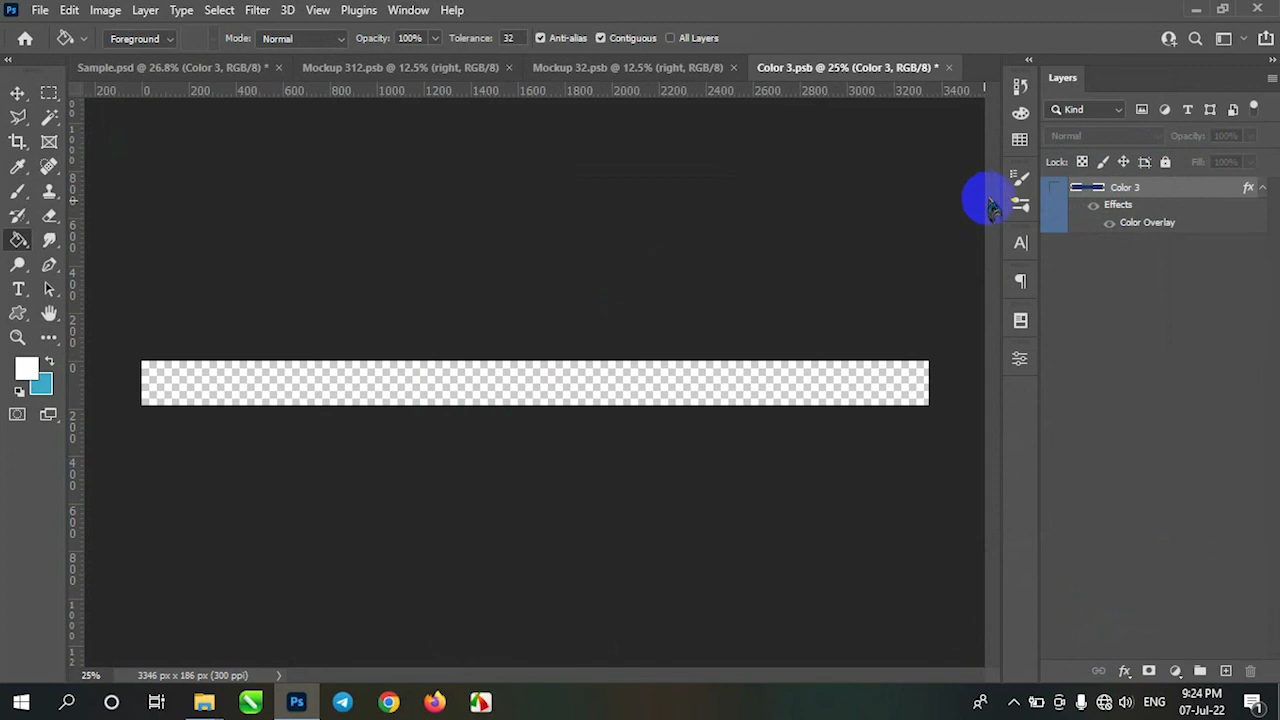 Ps File Edit Image Layer Type Select Filter 3D View Plugins Window Help
Foreground Mode: Normal Opacity: 100% Tolerance: 32 Anti-alias Contiguous All Layers
Sample.psd @ 26.8% (Color 3, RGB/8) * × Mockup 312.psb @ 12.5% (right, RGB/8) × Mockup 32.psb @ 12.5% (right, RGB/8) × Color 3.psb @ 25% (Color 3, RGB/8) * ×
Layers
200 0 200 400 600 800 1000 1200 1400 1600 1800 2000 2200 2400 2600 2800 3000 3200 3400
Kind
Normal Opacity: 100%
Lock: Fill: 100%
Color 3 fx
Effects
Color Overlay
25% 3346 px x 186 px (300 ppi)
Ps ENG 9:24 PM
07-Jul-22 1